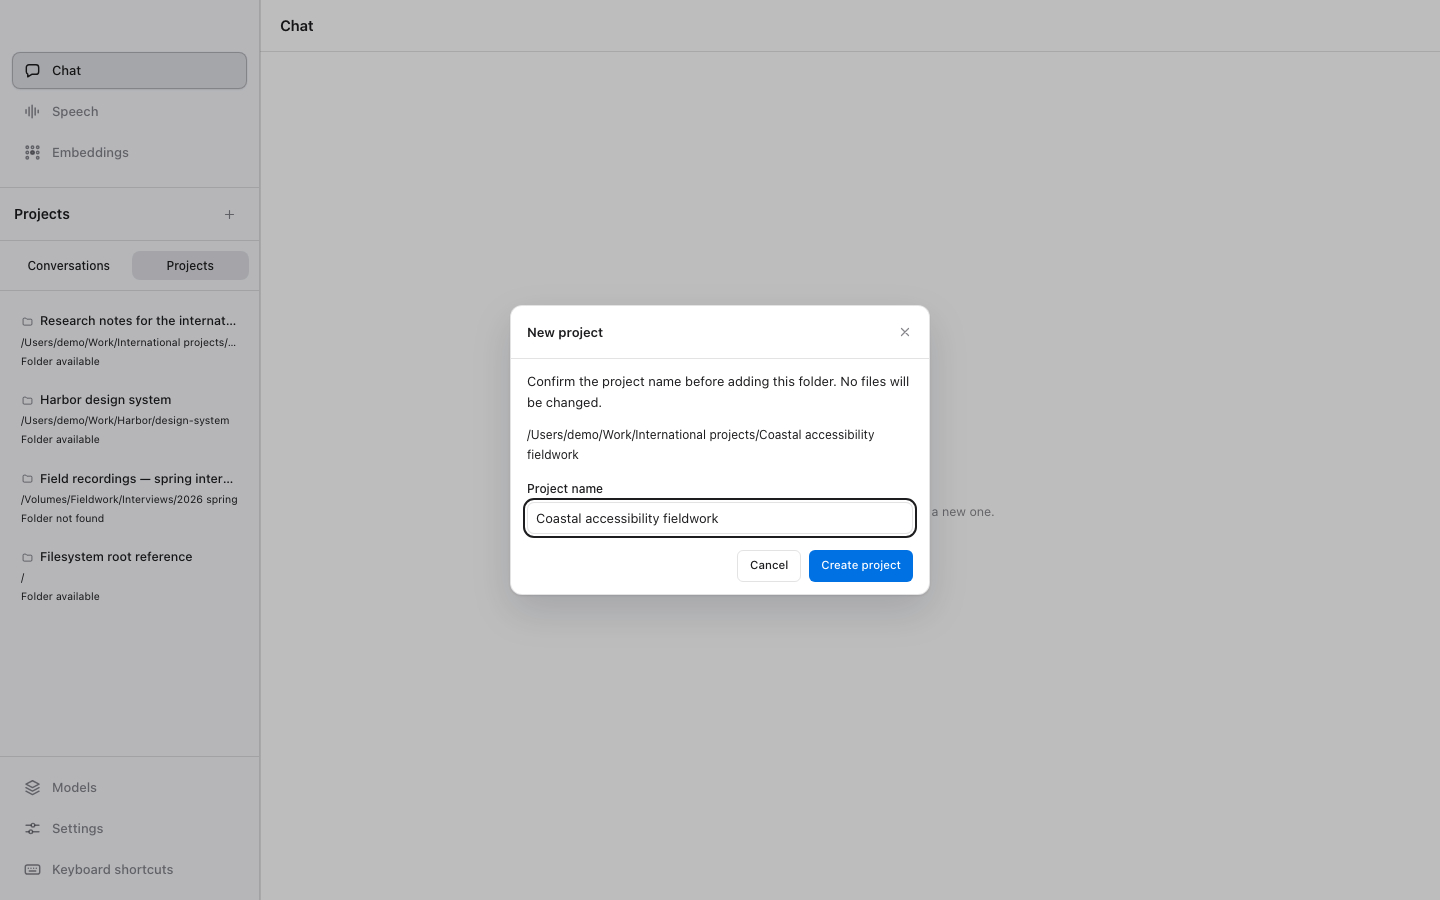 Chat
Chat
Speech
Embeddings
Projects
Conversations
Projects
Research notes for the internat...
/Users/demo/Work/International projects/...
Folder available
Harbor design system
/Users/demo/Work/Harbor/design-system
Folder available
Field recordings — spring inter...
/Volumes/Fieldwork/Interviews/2026 spring
Folder not found
Filesystem root reference
/
Folder available
Models
Settings
Keyboard shortcuts
New project
Confirm the project name before adding this folder. No files will
be changed.
/Users/demo/Work/International projects/Coastal accessibility
fieldwork
Project name
Coastal accessibility fieldwork
Cancel
Create project
a new one.